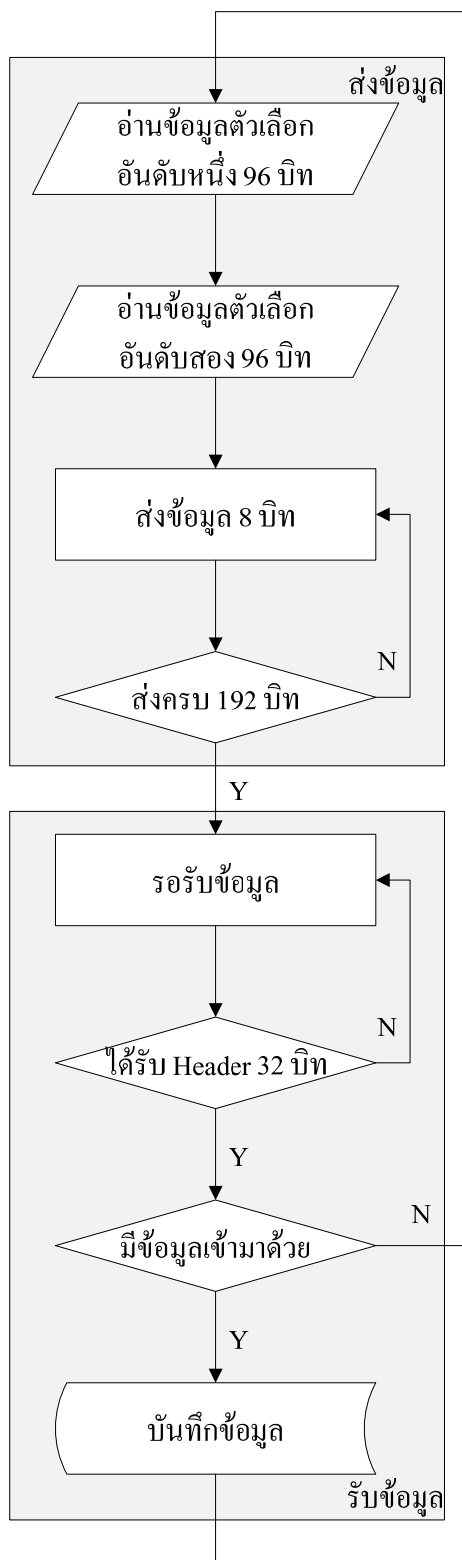 ส่งข้อมูล
อ่านข้อมูลตัวเลือก
อันดับหนึ่ง 96 บิท
อ่านข้อมูลตัวเลือก
อันดับสอง 96 บิท
ส่งข้อมูล 8 บิท
N
ส่งครบ 192 บิท
Y
รอรับข้อมูล
N
ได้รับ Header 32 บิท
Y
N
มีข้อมูลเข้ามาด้วย
Y
บันทึกข้อมูล
รับข้อมูล